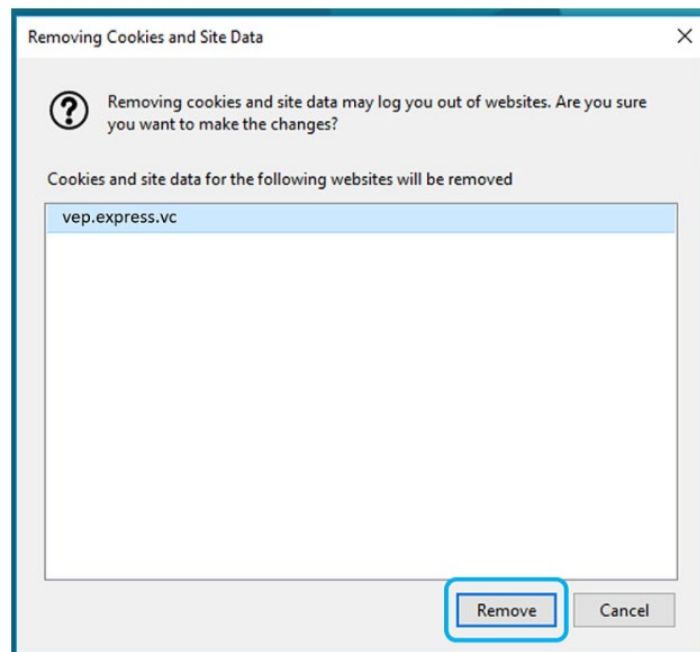 Removing Cookies and Site Data
Removing cookies and site data may log you out of websites. Are you sure
you want to make the changes?
Cookies and site data for the following websites will be removed
vep.express.vc
Remove
Cancel